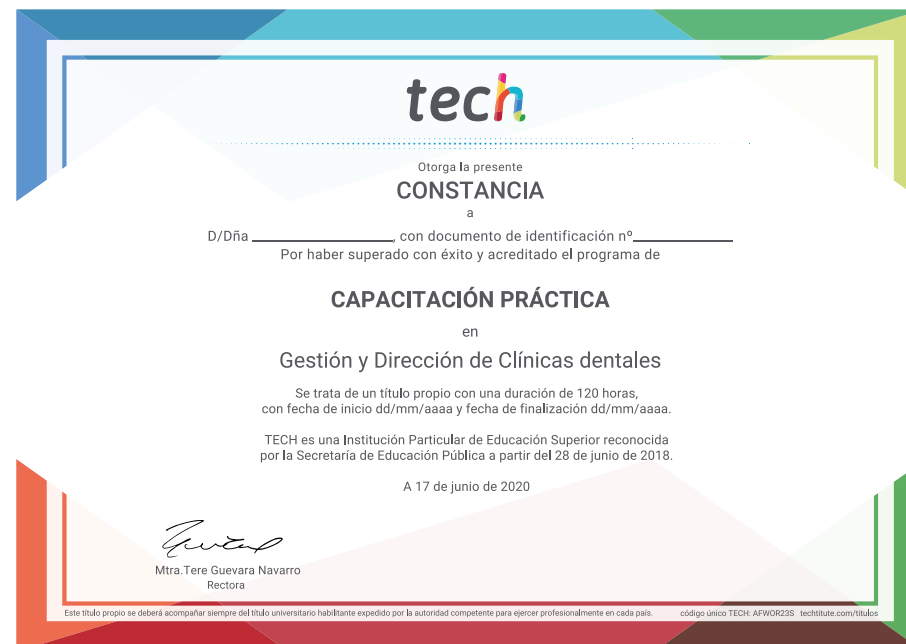 tech
Otorga la presente
CONSTANCIA
a
D/Dña ____________________, con documento de identificación nº______________
Por haber superado con éxito y acreditado el programa de
CAPACITACIÓN PRÁCTICA
en
Gestión y Dirección de Clínicas dentales
Se trata de un título propio con una duración de 120 horas,
con fecha de inicio dd/mm/aaaa y fecha de finalización dd/mm/aaaa.
TECH es una Institución Particular de Educación Superior reconocida
por la Secretaría de Educación Pública a partir del 28 de junio de 2018.
A 17 de junio de 2020
Mtra.Tere Guevara Navarro
Rectora
Este título propio se deberá acompañar siempre del título universitario habilitante expedido por la autoridad competente para ejercer profesionalmente en cada país. código único TECH: AFWOR23S techtitute.com/titulos